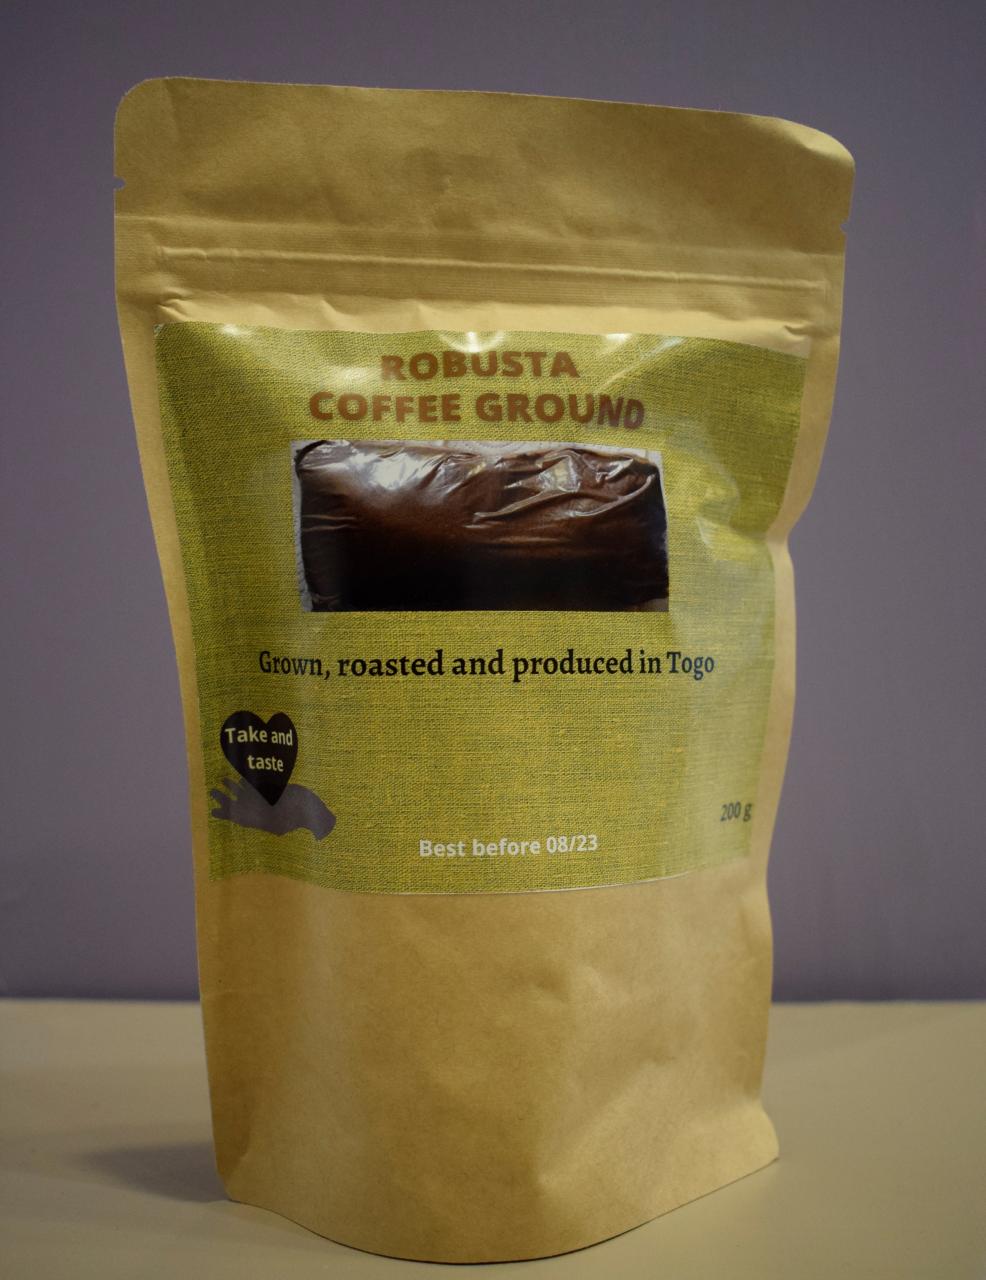 ROBUSTA
COFFEE GROUND
Grown, roasted and produced in Togo
Take and
taste
200 g
Best before 08/23